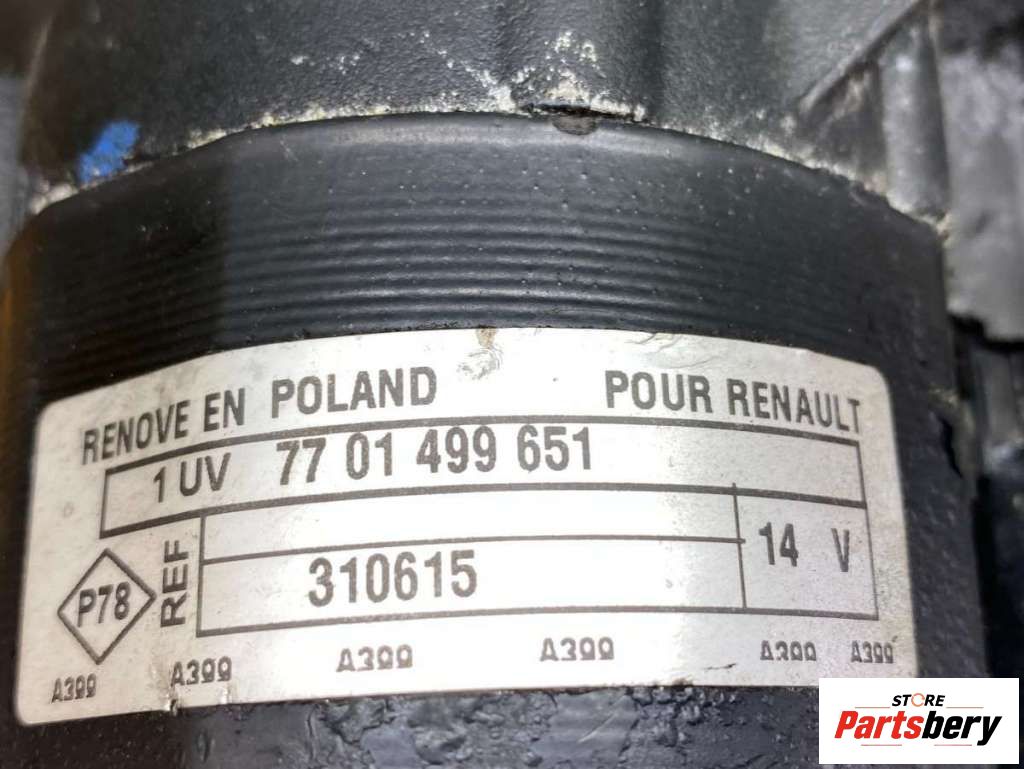 RENOVE EN POLAND POUR RENAULT
1 UV 77 01 499 651
P78 REF 310615 14 V
A399 A399 A399 A399 A399 A399
STORE
Partsbery